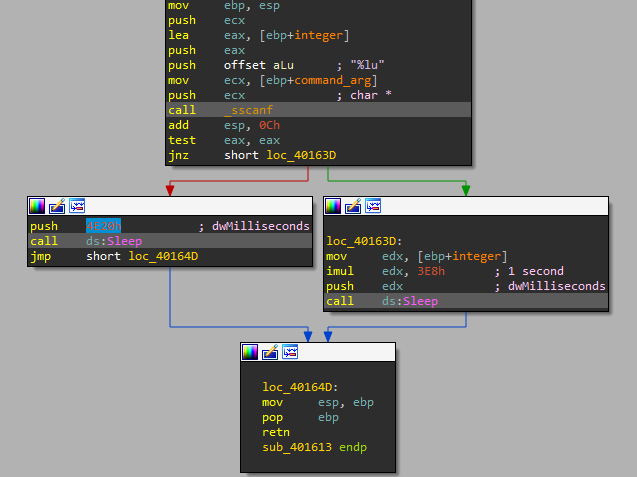 mov ebp, esp
push ecx
lea eax, [ebp+integer]
push eax
push offset aLu ; "%lu"
mov ecx, [ebp+command_arg]
push ecx ; char *
call _sscanf
add esp, 0Ch
test eax, eax
jnz short loc_40163D
push 4E20h ; dwMilliseconds
call ds:Sleep
jmp short loc_40164D
loc_40163D:
mov edx, [ebp+integer]
imul edx, 3E8h ; 1 second
push edx ; dwMilliseconds
call ds:Sleep
loc_40164D:
mov esp, ebp
pop ebp
retn
sub_401613 endp